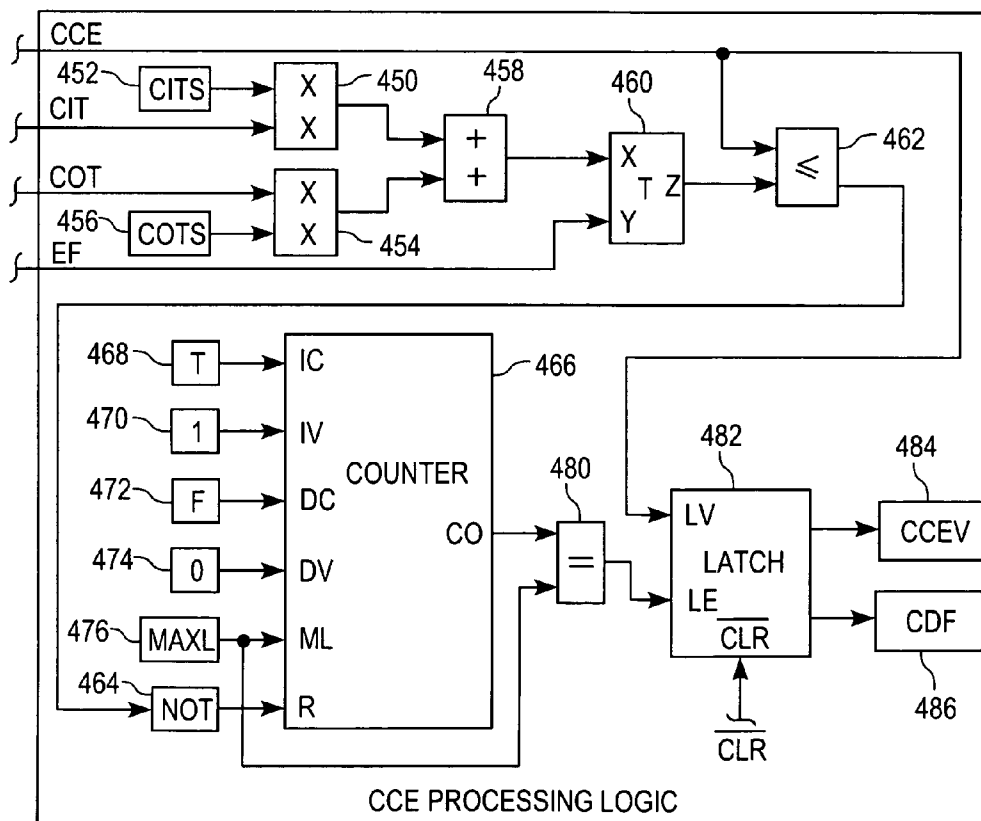 CCE
452
CITS
CIT
X
X
450
458
+
+
460
X
T
Z
Y
≤
462
COT
456
COTS
X
X
454
EF
468
T
IC
466
470
1
IV
472
F
DC
COUNTER
474
0
DV
CO
480
=
476
MAXL
ML
464
NOT
R
482
LV
LATCH
LE
CLR
CLR
484
CCEV
CDF
486
CCE PROCESSING LOGIC